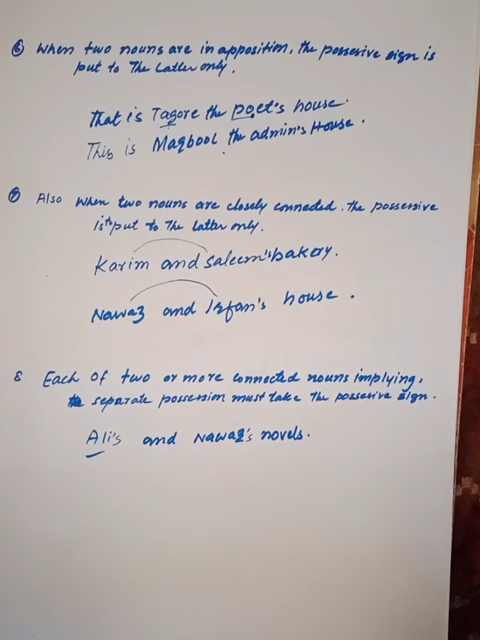 ⑥ When two nouns are in apposition, the possesive sign is
put to The Latter only.
That is Tagore the poet's house.
This is Maqbool the admin's House.
⑦ Also When two nouns are closely connected. The possessive
is put to The latter only.
Karim and Saleem's bakery.
Nawaz and Irfan's house.
8 Each of two or more connected nouns implying,
separate possession must take The possesive sign.
Ali's and Nawaz's novels.